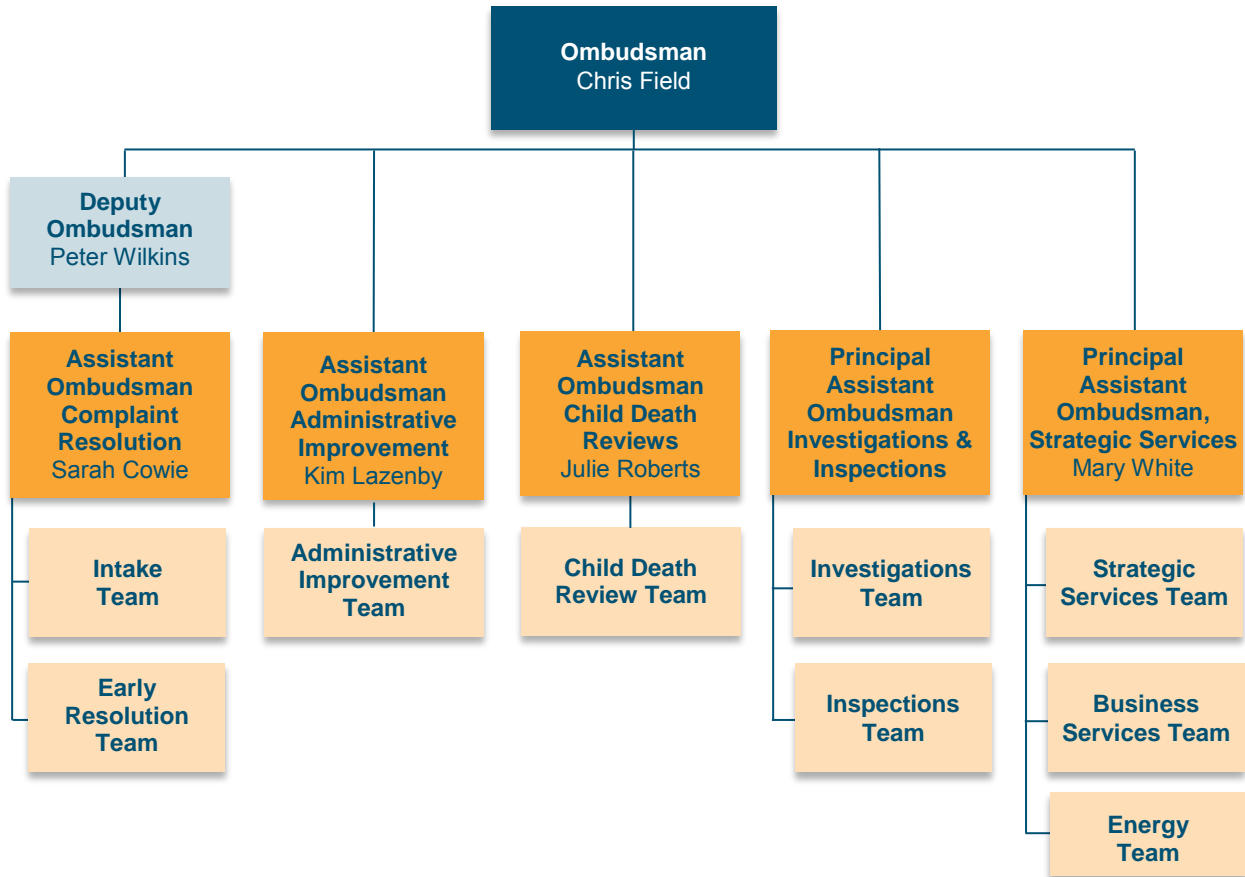 Ombudsman
Chris Field
Deputy
Ombudsman
Peter Wilkins
Assistant
Ombudsman
Complaint
Resolution
Sarah Cowie
Assistant
Ombudsman
Administrative
Improvement
Kim Lazenby
Assistant
Ombudsman
Child Death
Reviews
Julie Roberts
Principal
Assistant
Ombudsman
Investigations &
Inspections
Principal
Assistant
Ombudsman,
Strategic Services
Mary White
Intake
Team
Administrative
Improvement
Team
Child Death
Review Team
Investigations
Team
Strategic
Services Team
Early
Resolution
Team
Inspections
Team
Business
Services Team
Energy
Team